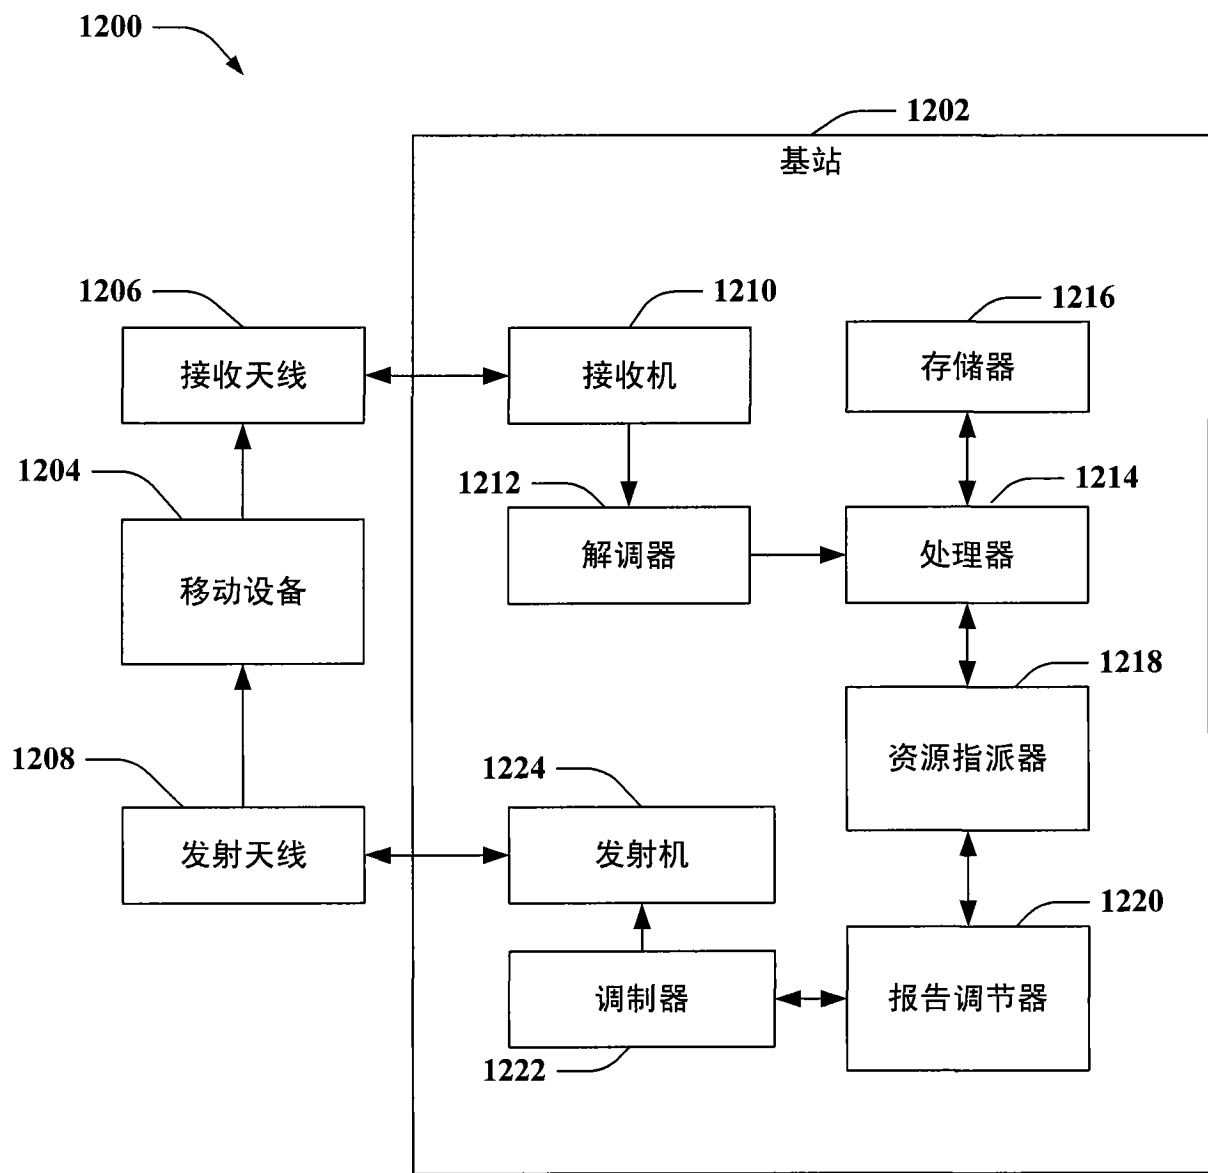 1200
1202
基站
1206
1210
1216
接收天线
接收机
存储器
1204
1212
1214
移动设备
解调器
处理器
1218
1208
1224
资源指派器
发射天线
发射机
1220
调制器
报告调节器
1222